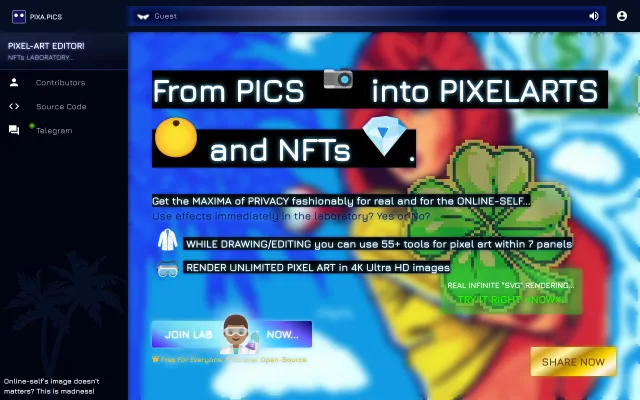 PIXA.PICS
Guest
PIXEL-ART EDITOR!
NFTs LABORATORY...
Contributors
Source Code
Telegram
From PICS into PIXELARTS
and NFTs .
Get the MAXIMA of PRIVACY fashionably for real and for the ONLINE-SELF...
Use effects immediately in the laboratory? Yes or No?
WHILE DRAWING/EDITING you can use 55+ tools for pixel art within 7 panels
RENDER UNLIMITED PIXEL ART in 4K Ultra HD images
REAL INFINITE "SVG" RENDERING...
TRY IT RIGHT
JOIN LAB NOW...
Free For Everyone, Open-Source
SHARE NOW
Online-self's image doesn't
matters? This is madness!